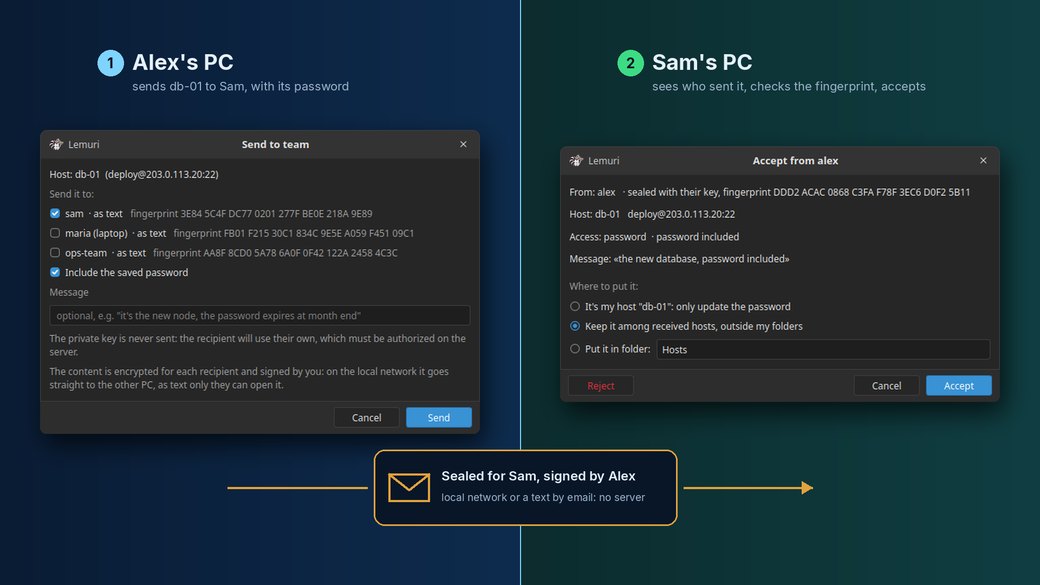 1 Alex's PC
sends db-01 to Sam, with its password
Lemuri Send to team ×
Host: db-01 (deploy@203.0.113.20:22)
Send it to:
sam · as text fingerprint 3E84 5C4F DC77 0201 277F BE0E 218A 9E89
maria (laptop) · as text fingerprint FB01 F215 30C1 834C 9E5E A059 F451 09C1
ops-team · as text fingerprint AA8F 8CD0 5A78 6A0F 0F42 122A 2458 4C3C
Include the saved password
Message
optional, e.g. "it's the new node, the password expires at month end"
The private key is never sent: the recipient will use their own, which must be authorized on the
server.
The content is encrypted for each recipient and signed by you: on the local network it goes
straight to the other PC, as text only they can open it.
Cancel Send
2 Sam's PC
sees who sent it, checks the fingerprint, accepts
Lemuri Accept from alex ×
From: alex · sealed with their key, fingerprint DDD2 ACAC 0868 C3FA F78F 3EC6 D0F2 5B11
Host: db-01 deploy@203.0.113.20:22
Access: password · password included
Message: «the new database, password included»
Where to put it:
It's my host "db-01": only update the password
Keep it among received hosts, outside my folders
Put it in folder: Hosts
Reject Cancel Accept
Sealed for Sam, signed by Alex
local network or a text by email: no server